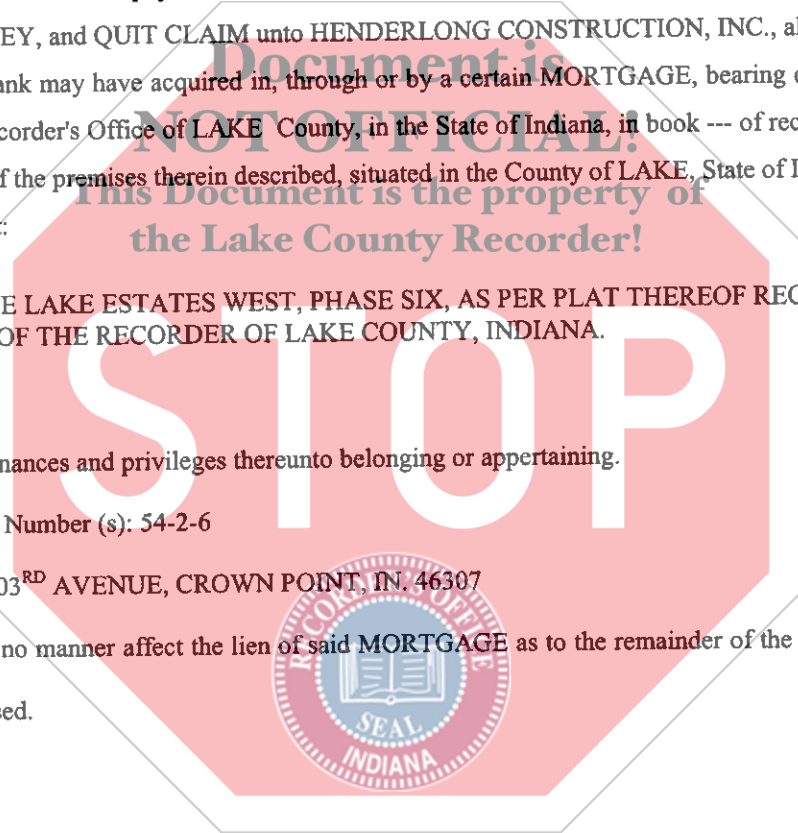 EY, and QUIT CLAIM unto HENDERLONG CONSTRUCTION, INC., al
Document is
ank may have acquired in, through or by a certain MORTGAGE, bearing
NOT OFFICIAL!
corder's Office of LAKE County, in the State of Indiana, in book --- of rec
f the premises therein described, situated in the County of LAKE, State of I
This Document is the property of
:
the Lake County Recorder!
E LAKE ESTATES WEST, PHASE SIX, AS PER PLAT THEREOF REC
OF THE RECORDER OF LAKE COUNTY, INDIANA.
STOP
nances and privileges thereunto belonging or appertaining.
Number (s): 54-2-6
03RD AVENUE, CROWN POINT, IN. 46307
no manner affect the lien of said MORTGAGE as to the remainder of the
sed.
RECORDER'S OFFICE
SEAL
INDIANA